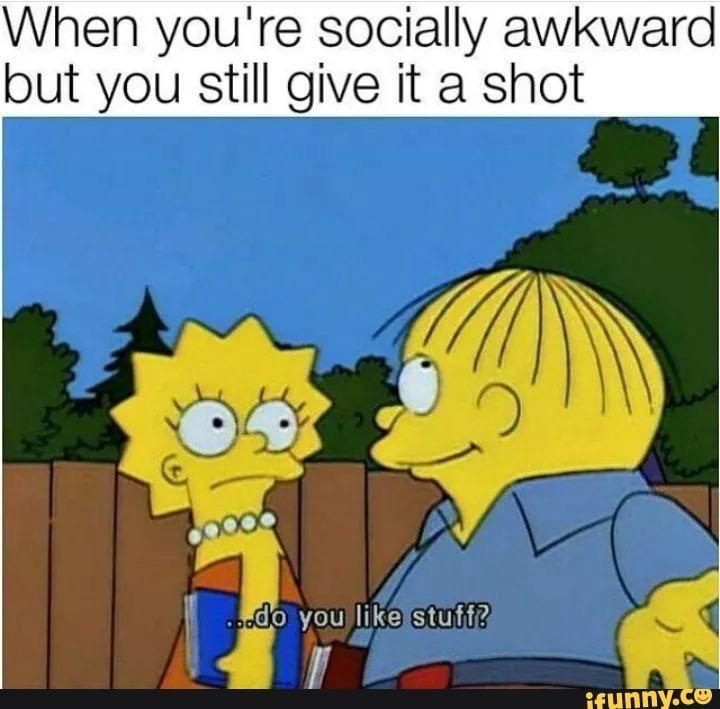 When you're socially awkward
but you still give it a shot
...do you like stuff?
ifunny.co